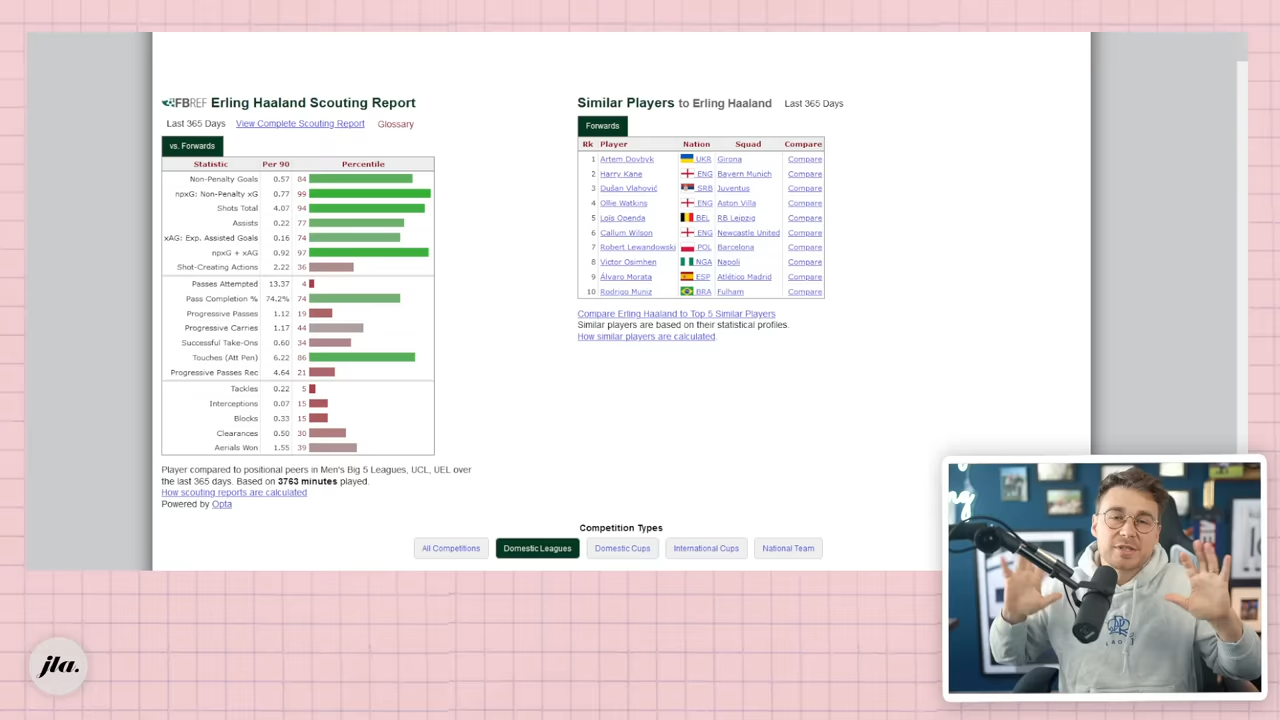 FBREF Erling Haaland Scouting Report
Last 365 Days View Complete Scouting Report Glossary
vs. Forwards
Statistic Per 90 Percentile
Non-Penalty Goals 0.57 84
npxG: Non-Penalty xG 0.77 99
Shots Total 4.07 94
Assists 0.22 77
xAG: Exp. Assisted Goals 0.16 74
npxG + xAG 0.92 97
Shot-Creating Actions 2.22 36
Passes Attempted 13.37 4
Pass Completion % 74.2% 74
Progressive Passes 1.12 19
Progressive Carries 1.17 44
Successful Take-Ons 0.60 34
Touches (Att Pen) 6.22 86
Progressive Passes Rec 4.64 21
Tackles 0.22 5
Interceptions 0.07 15
Blocks 0.33 15
Clearances 0.50 30
Aerials Won 1.55 39
Player compared to positional peers in Men's Big 5 Leagues, UCL, UEL over
the last 365 days. Based on 3763 minutes played.
How scouting reports are calculated
Powered by Opta
Similar Players to Erling Haaland Last 365 Days
Forwards
Rk Player Nation Squad Compare
1 Artem Dovbyk UKR Girona Compare
2 Harry Kane ENG Bayern Munich Compare
3 Dušan Vlahović SRB Juventus Compare
4 Ollie Watkins ENG Aston Villa Compare
5 Loïs Openda BEL RB Leipzig Compare
6 Callum Wilson ENG Newcastle United Compare
7 Robert Lewandowski POL Barcelona Compare
8 Victor Osimhen NGA Napoli Compare
9 Álvaro Morata ESP Atlético Madrid Compare
10 Rodrigo Muniz BRA Fulham Compare
Compare Erling Haaland to Top 5 Similar Players
Similar players are based on their statistical profiles.
How similar players are calculated.
Competition Types
All Competitions Domestic Leagues Domestic Cups International Cups National Team
jla.